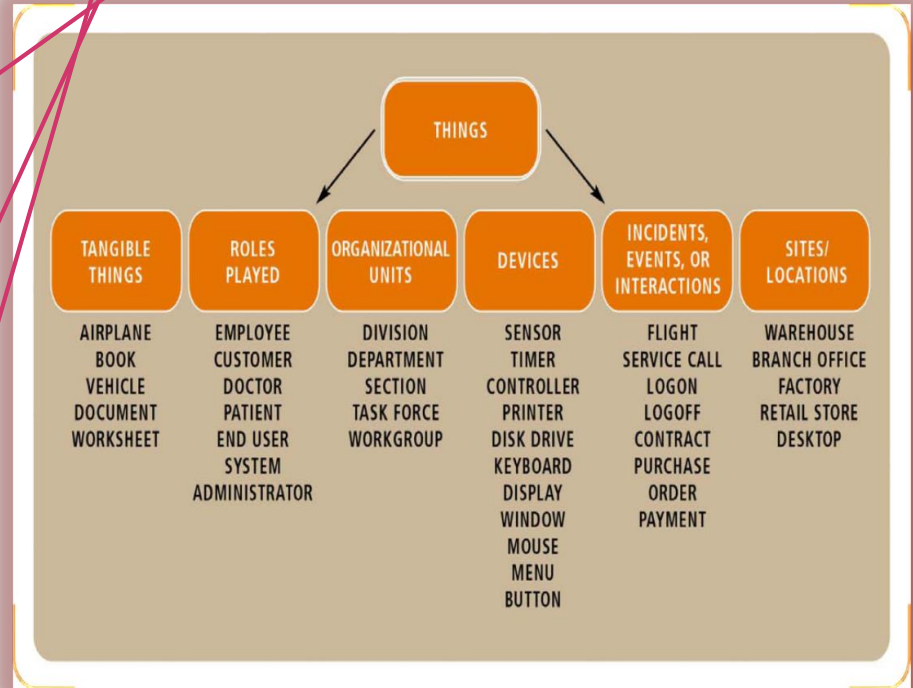 THINGS
TANGIBLE
THINGS
AIRPLANE
BOOK
VEHICLE
DOCUMENT
WORKSHEET
ROLES
PLAYED
EMPLOYEE
CUSTOMER
DOCTOR
PATIENT
END USER
SYSTEM
ADMINISTRATOR
ORGANIZATIONAL
UNITS
DIVISION
DEPARTMENT
SECTION
TASK FORCE
WORKGROUP
DEVICES
SENSOR
TIMER
CONTROLLER
PRINTER
DISK DRIVE
KEYBOARD
DISPLAY
WINDOW
MOUSE
MENU
BUTTON
INCIDENTS,
EVENTS, OR
INTERACTIONS
FLIGHT
SERVICE CALL
LOGON
LOGOFF
CONTRACT
PURCHASE
ORDER
PAYMENT
SITES/
LOCATIONS
WAREHOUSE
BRANCH OFFICE
FACTORY
RETAIL STORE
DESKTOP